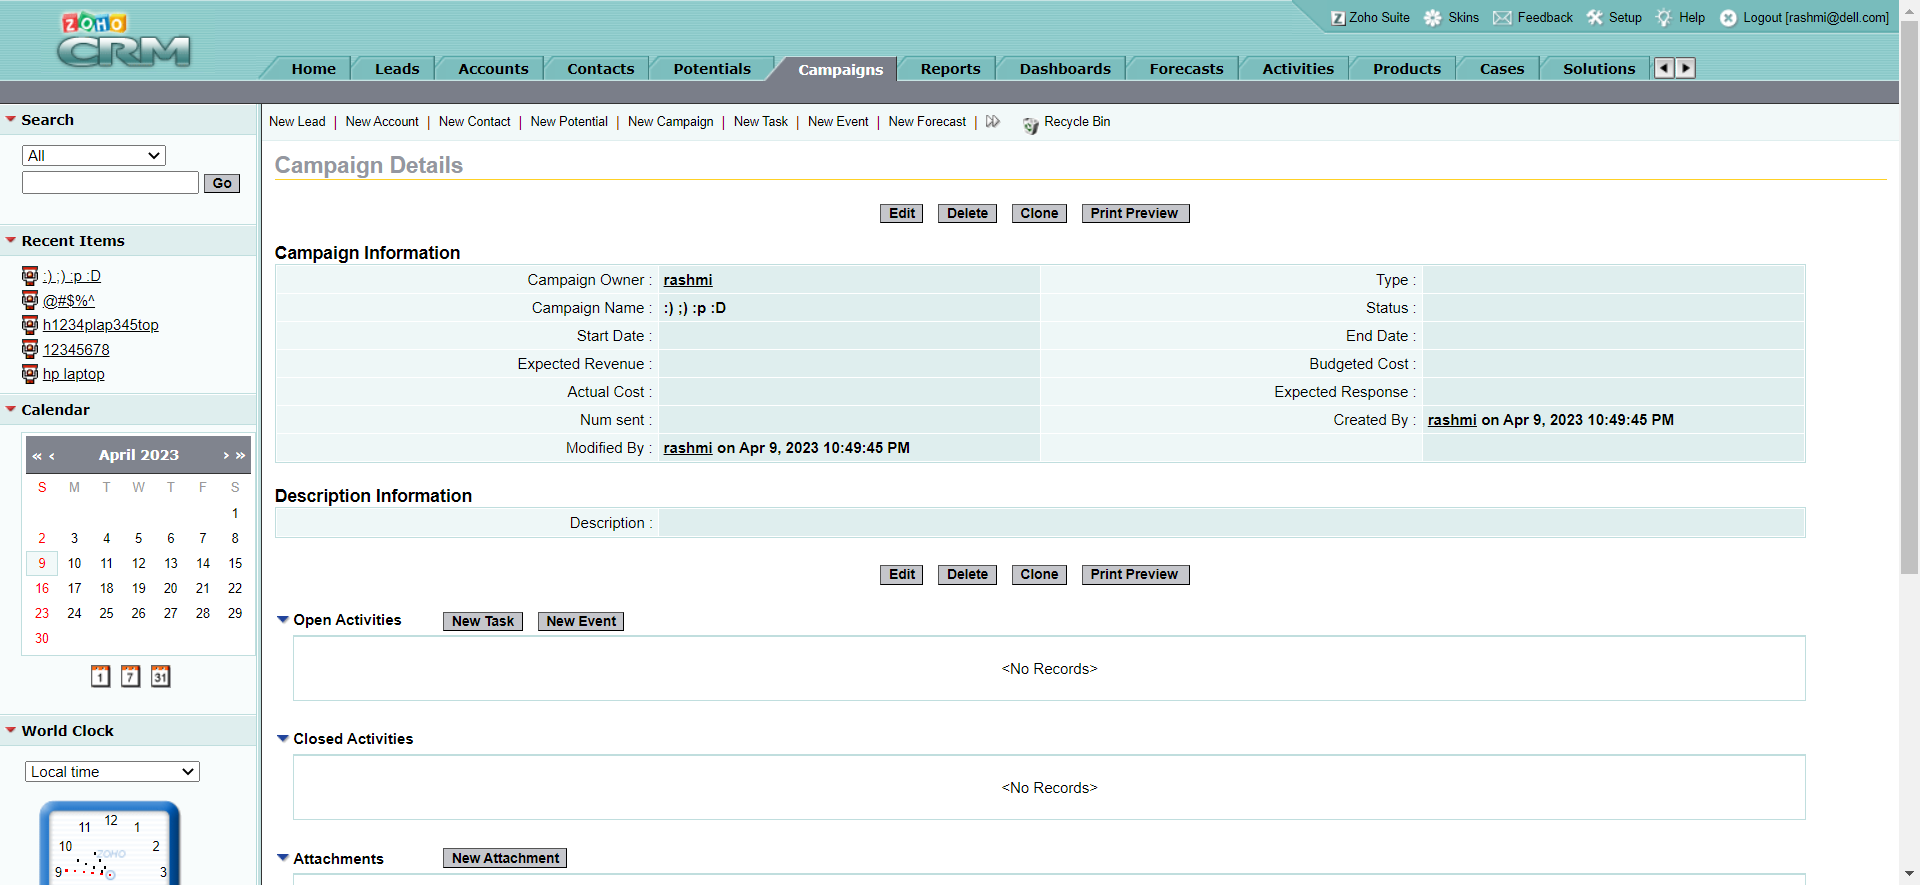 ZOHO
CRM
Zoho Suite Skins Feedback Setup Help Logout [rashmi@dell.com]
Home Leads Accounts Contacts Potentials Campaigns Reports Dashboards Forecasts Activities Products Cases Solutions
New Lead | New Account | New Contact | New Potential | New Campaign | New Task | New Event | New Forecast | Recycle Bin
Search
All
Go
Recent Items
:) ;) :p :D
@#$%^
h1234plap345top
12345678
hp laptop
Calendar
« ‹ April 2023 › »
S M T W T F S
1
2 3 4 5 6 7 8
9 10 11 12 13 14 15
16 17 18 19 20 21 22
23 24 25 26 27 28 29
30
1 7 31
World Clock
Local time
12
11 1
10 ZOHO 2
9 3
Campaign Details
Edit Delete Clone Print Preview
Campaign Information
Campaign Owner : rashmi Type :
Campaign Name : :) ;) :p :D Status :
Start Date : End Date :
Expected Revenue : Budgeted Cost :
Actual Cost : Expected Response :
Num sent : Created By : rashmi on Apr 9, 2023 10:49:45 PM
Modified By : rashmi on Apr 9, 2023 10:49:45 PM
Description Information
Description :
Edit Delete Clone Print Preview
Open Activities New Task New Event
<No Records>
Closed Activities
<No Records>
Attachments New Attachment